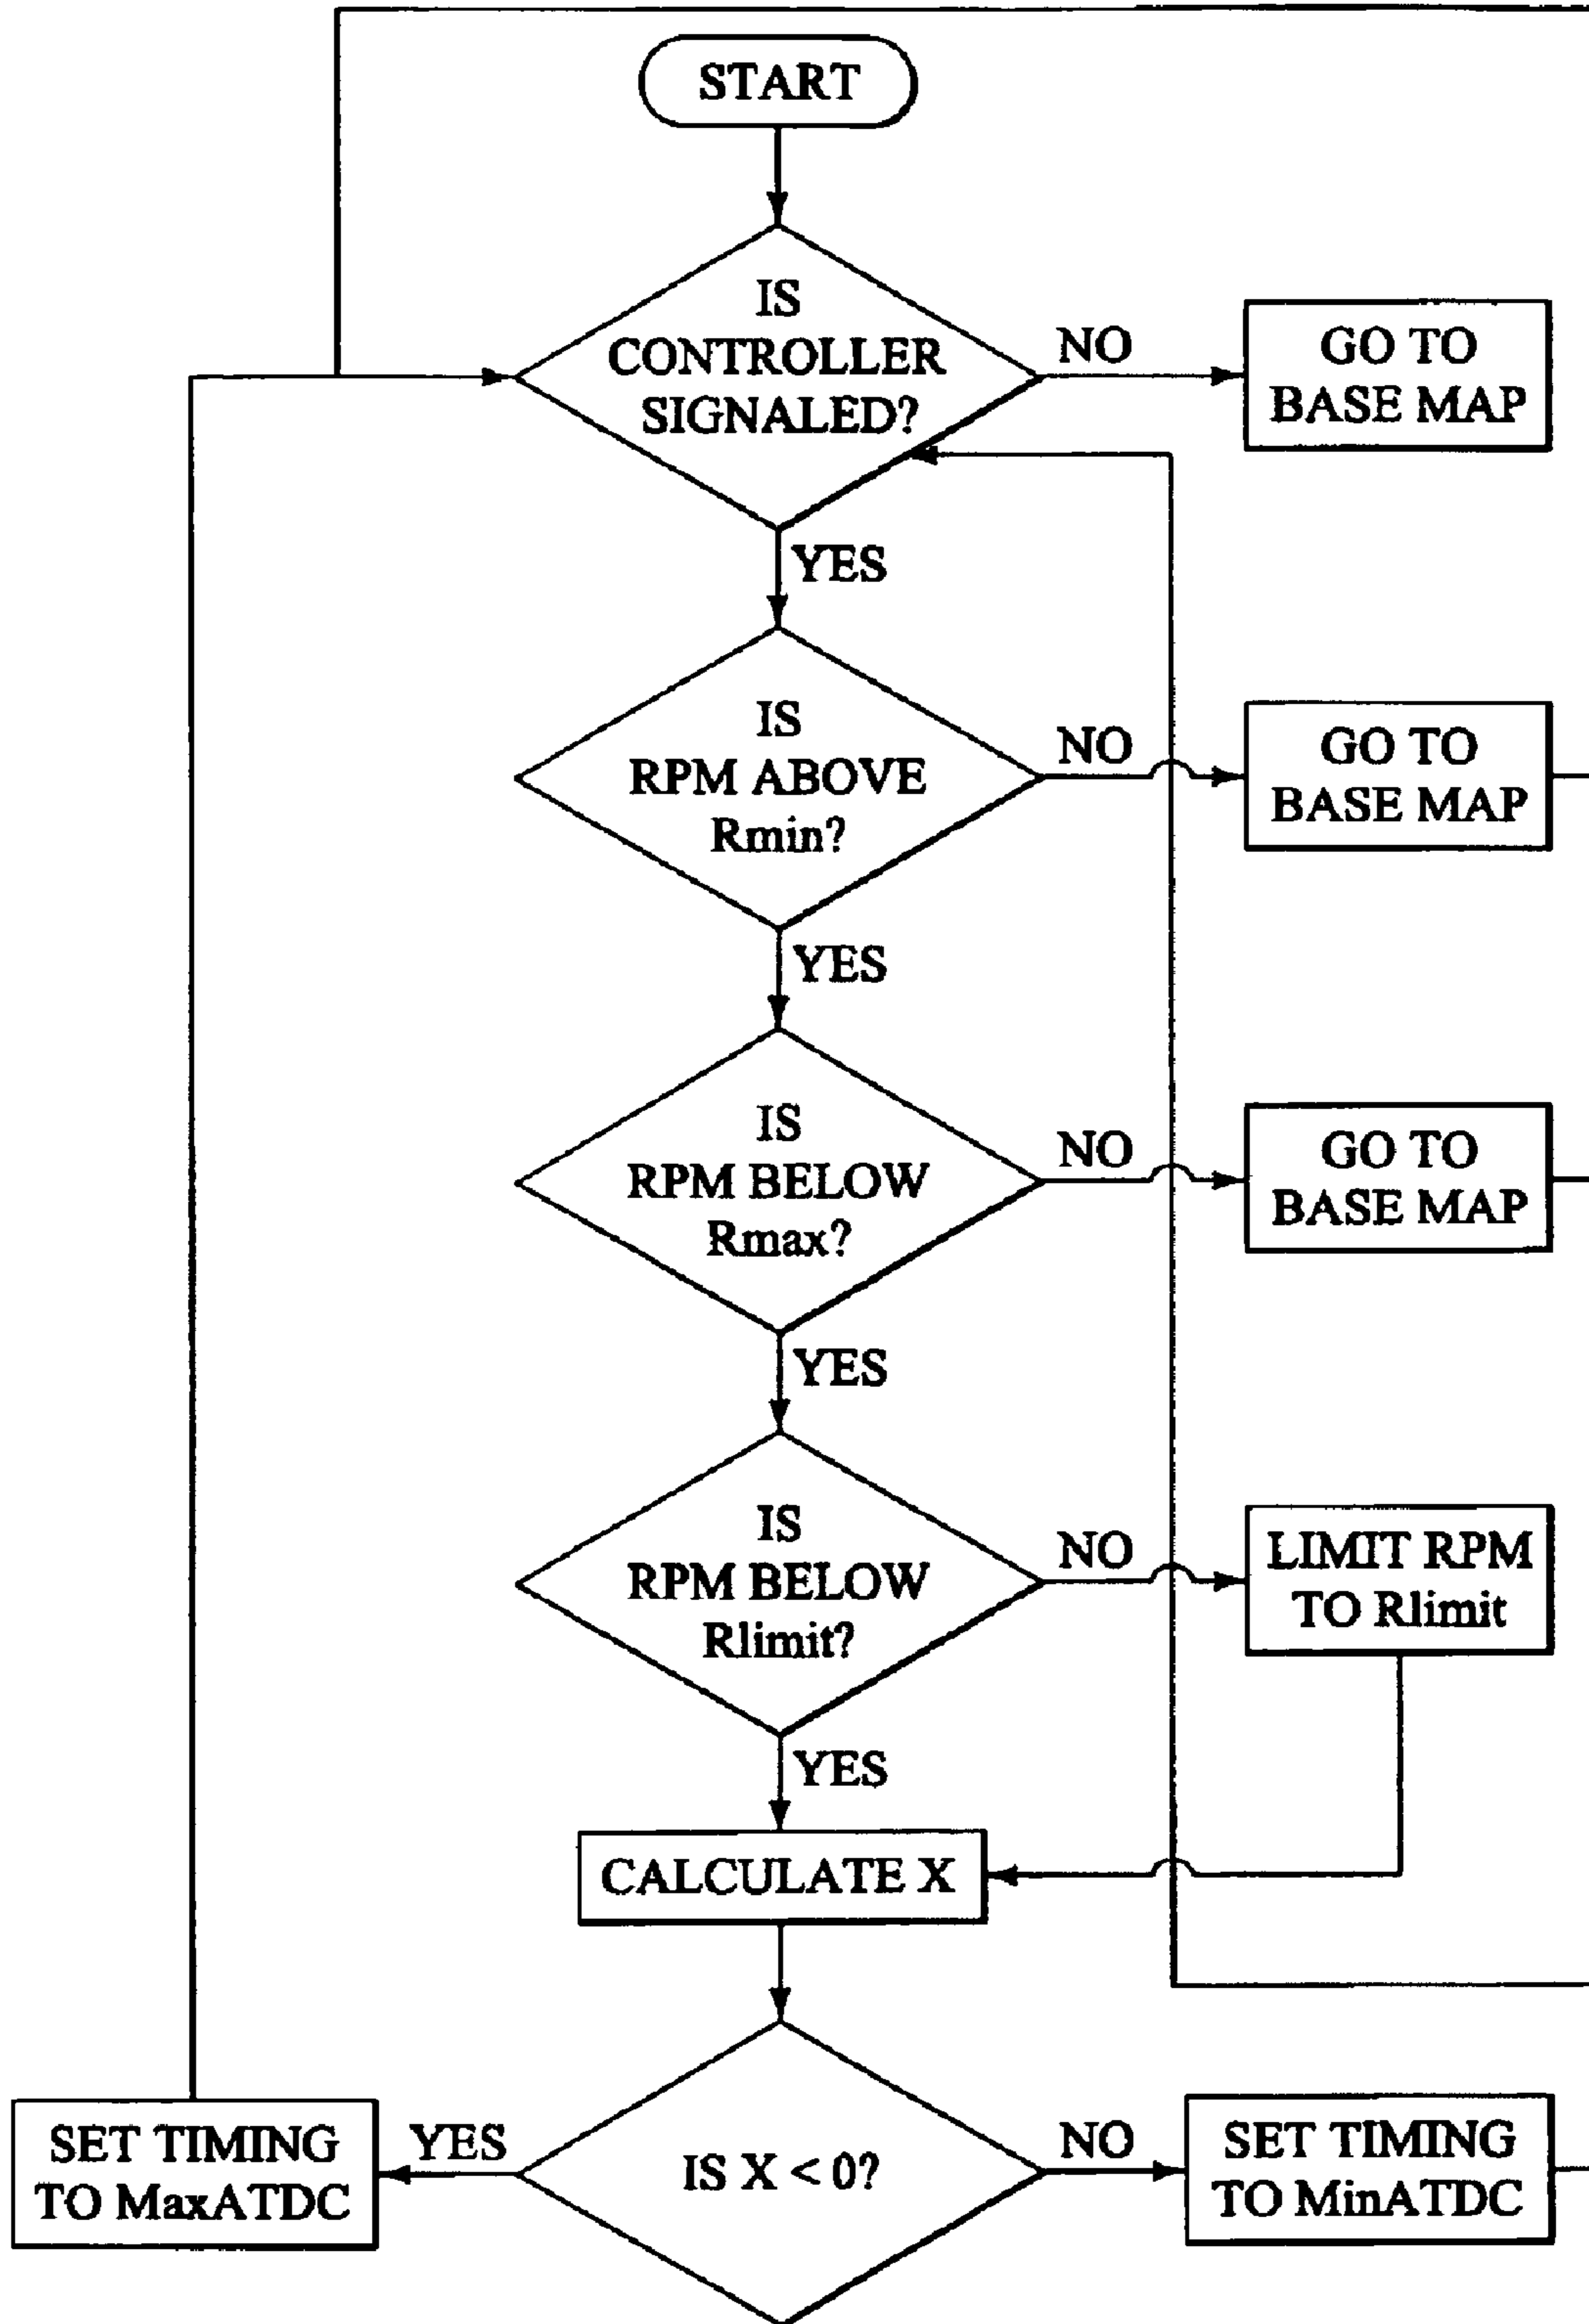 START
IS
CONTROLLER
SIGNALED?
NO
GO TO
BASE MAP
YES
IS
RPM ABOVE
Rmin?
NO
GO TO
BASE MAP
YES
IS
RPM BELOW
Rmax?
NO
GO TO
BASE MAP
YES
IS
RPM BELOW
Rlimit?
NO
LIMIT RPM
TO Rlimit
YES
CALCULATE X
SET TIMING
TO MaxATDC
YES
IS X < 0?
NO
SET TIMING
TO MinATDC